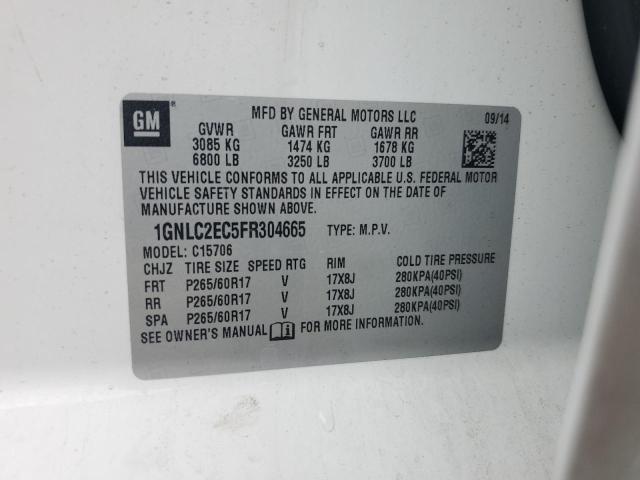 GM
MFD BY GENERAL MOTORS LLC 09/14
GVWR GAWR FRT GAWR RR
3085 KG 1474 KG 1678 KG
6800 LB 3250 LB 3700 LB
THIS VEHICLE CONFORMS TO ALL APPLICABLE U.S. FEDERAL MOTOR
VEHICLE SAFETY STANDARDS IN EFFECT ON THE DATE OF
MANUFACTURE SHOWN ABOVE.
1GNLC2EC5FR304665 TYPE: M.P.V.
MODEL: C15706
CHJZ TIRE SIZE SPEED RTG RIM COLD TIRE PRESSURE
FRT P265/60R17 V 17X8J 280KPA(40PSI)
RR P265/60R17 V 17X8J 280KPA(40PSI)
SPA P265/60R17 V 17X8J 280KPA(40PSI)
SEE OWNER'S MANUAL FOR MORE INFORMATION.